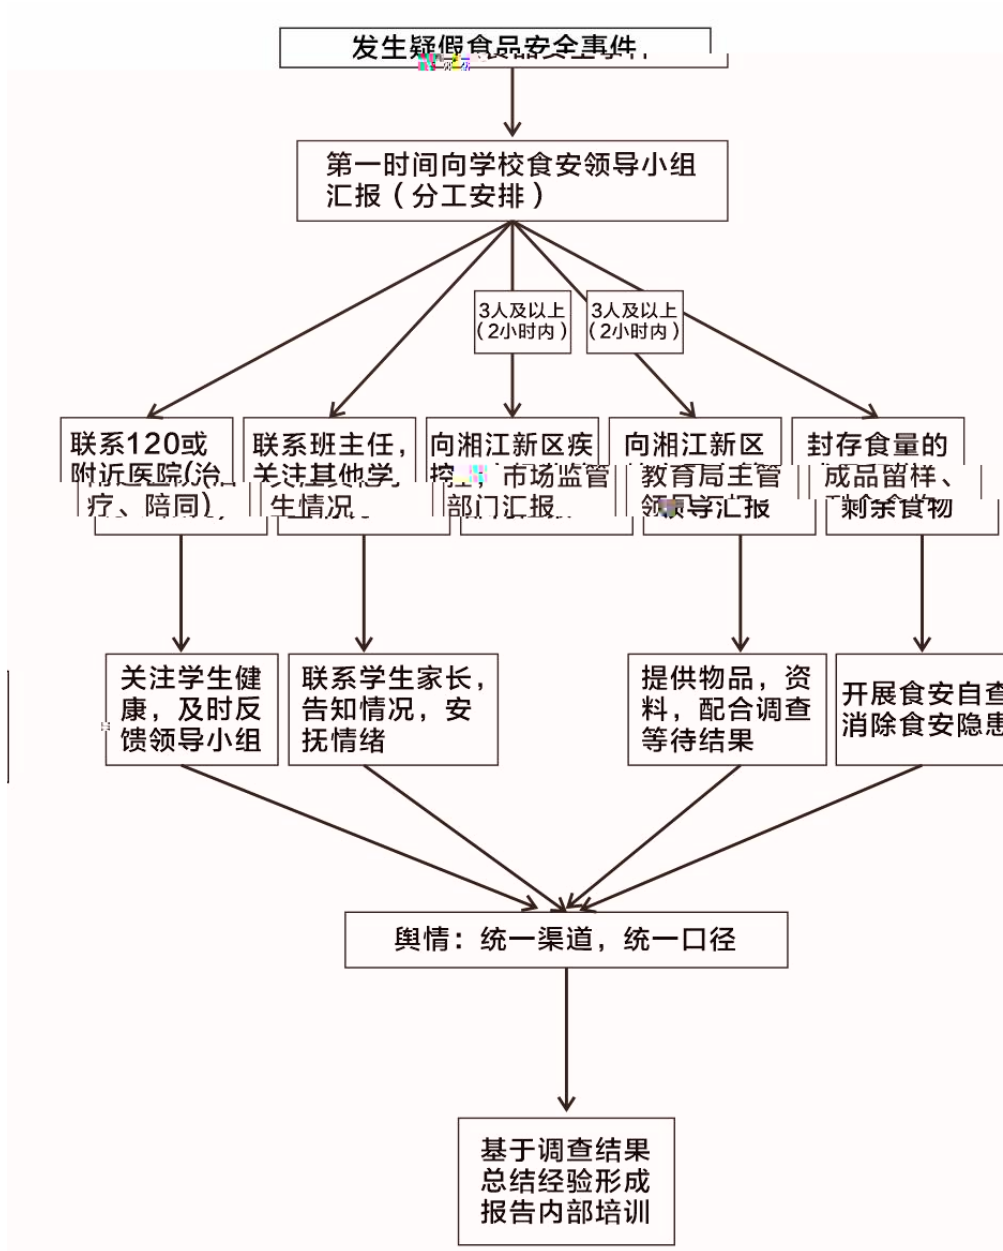 发生疑假食品安全事件
第一时间向学校食安领导小组
汇报（分工安排）
3人及以上
（2小时内）
3人及以上
（2小时内）
联系120或
附近医院(治
疗、陪同)
联系班主任，
关注其他学
生情况
向湘江新区疾
控，市场监管
部门汇报
向湘江新区
教育局主管
领导汇报
封存食量的
成品留样、
剩余食物
关注学生健
康，及时反
馈领导小组
联系学生家长，
告知情况，安
抚情绪
提供物品，资
料，配合调查
等待结果
开展食安自查
消除食安隐患
舆情：统一渠道，统一口径
基于调查结果
总结经验形成
报告内部培训